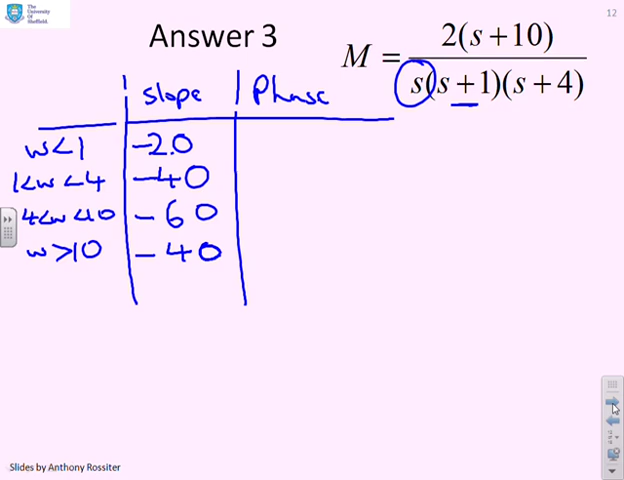 The
University
Of
Sheffield.
12
Answer 3
M = 2(s + 10) / s(s + 1)(s + 4)
slope | Phase
w<1 | -20
1<w<4 | -40
4<w<10 | -60
w>10 | -40
Slides by Anthony Rossiter